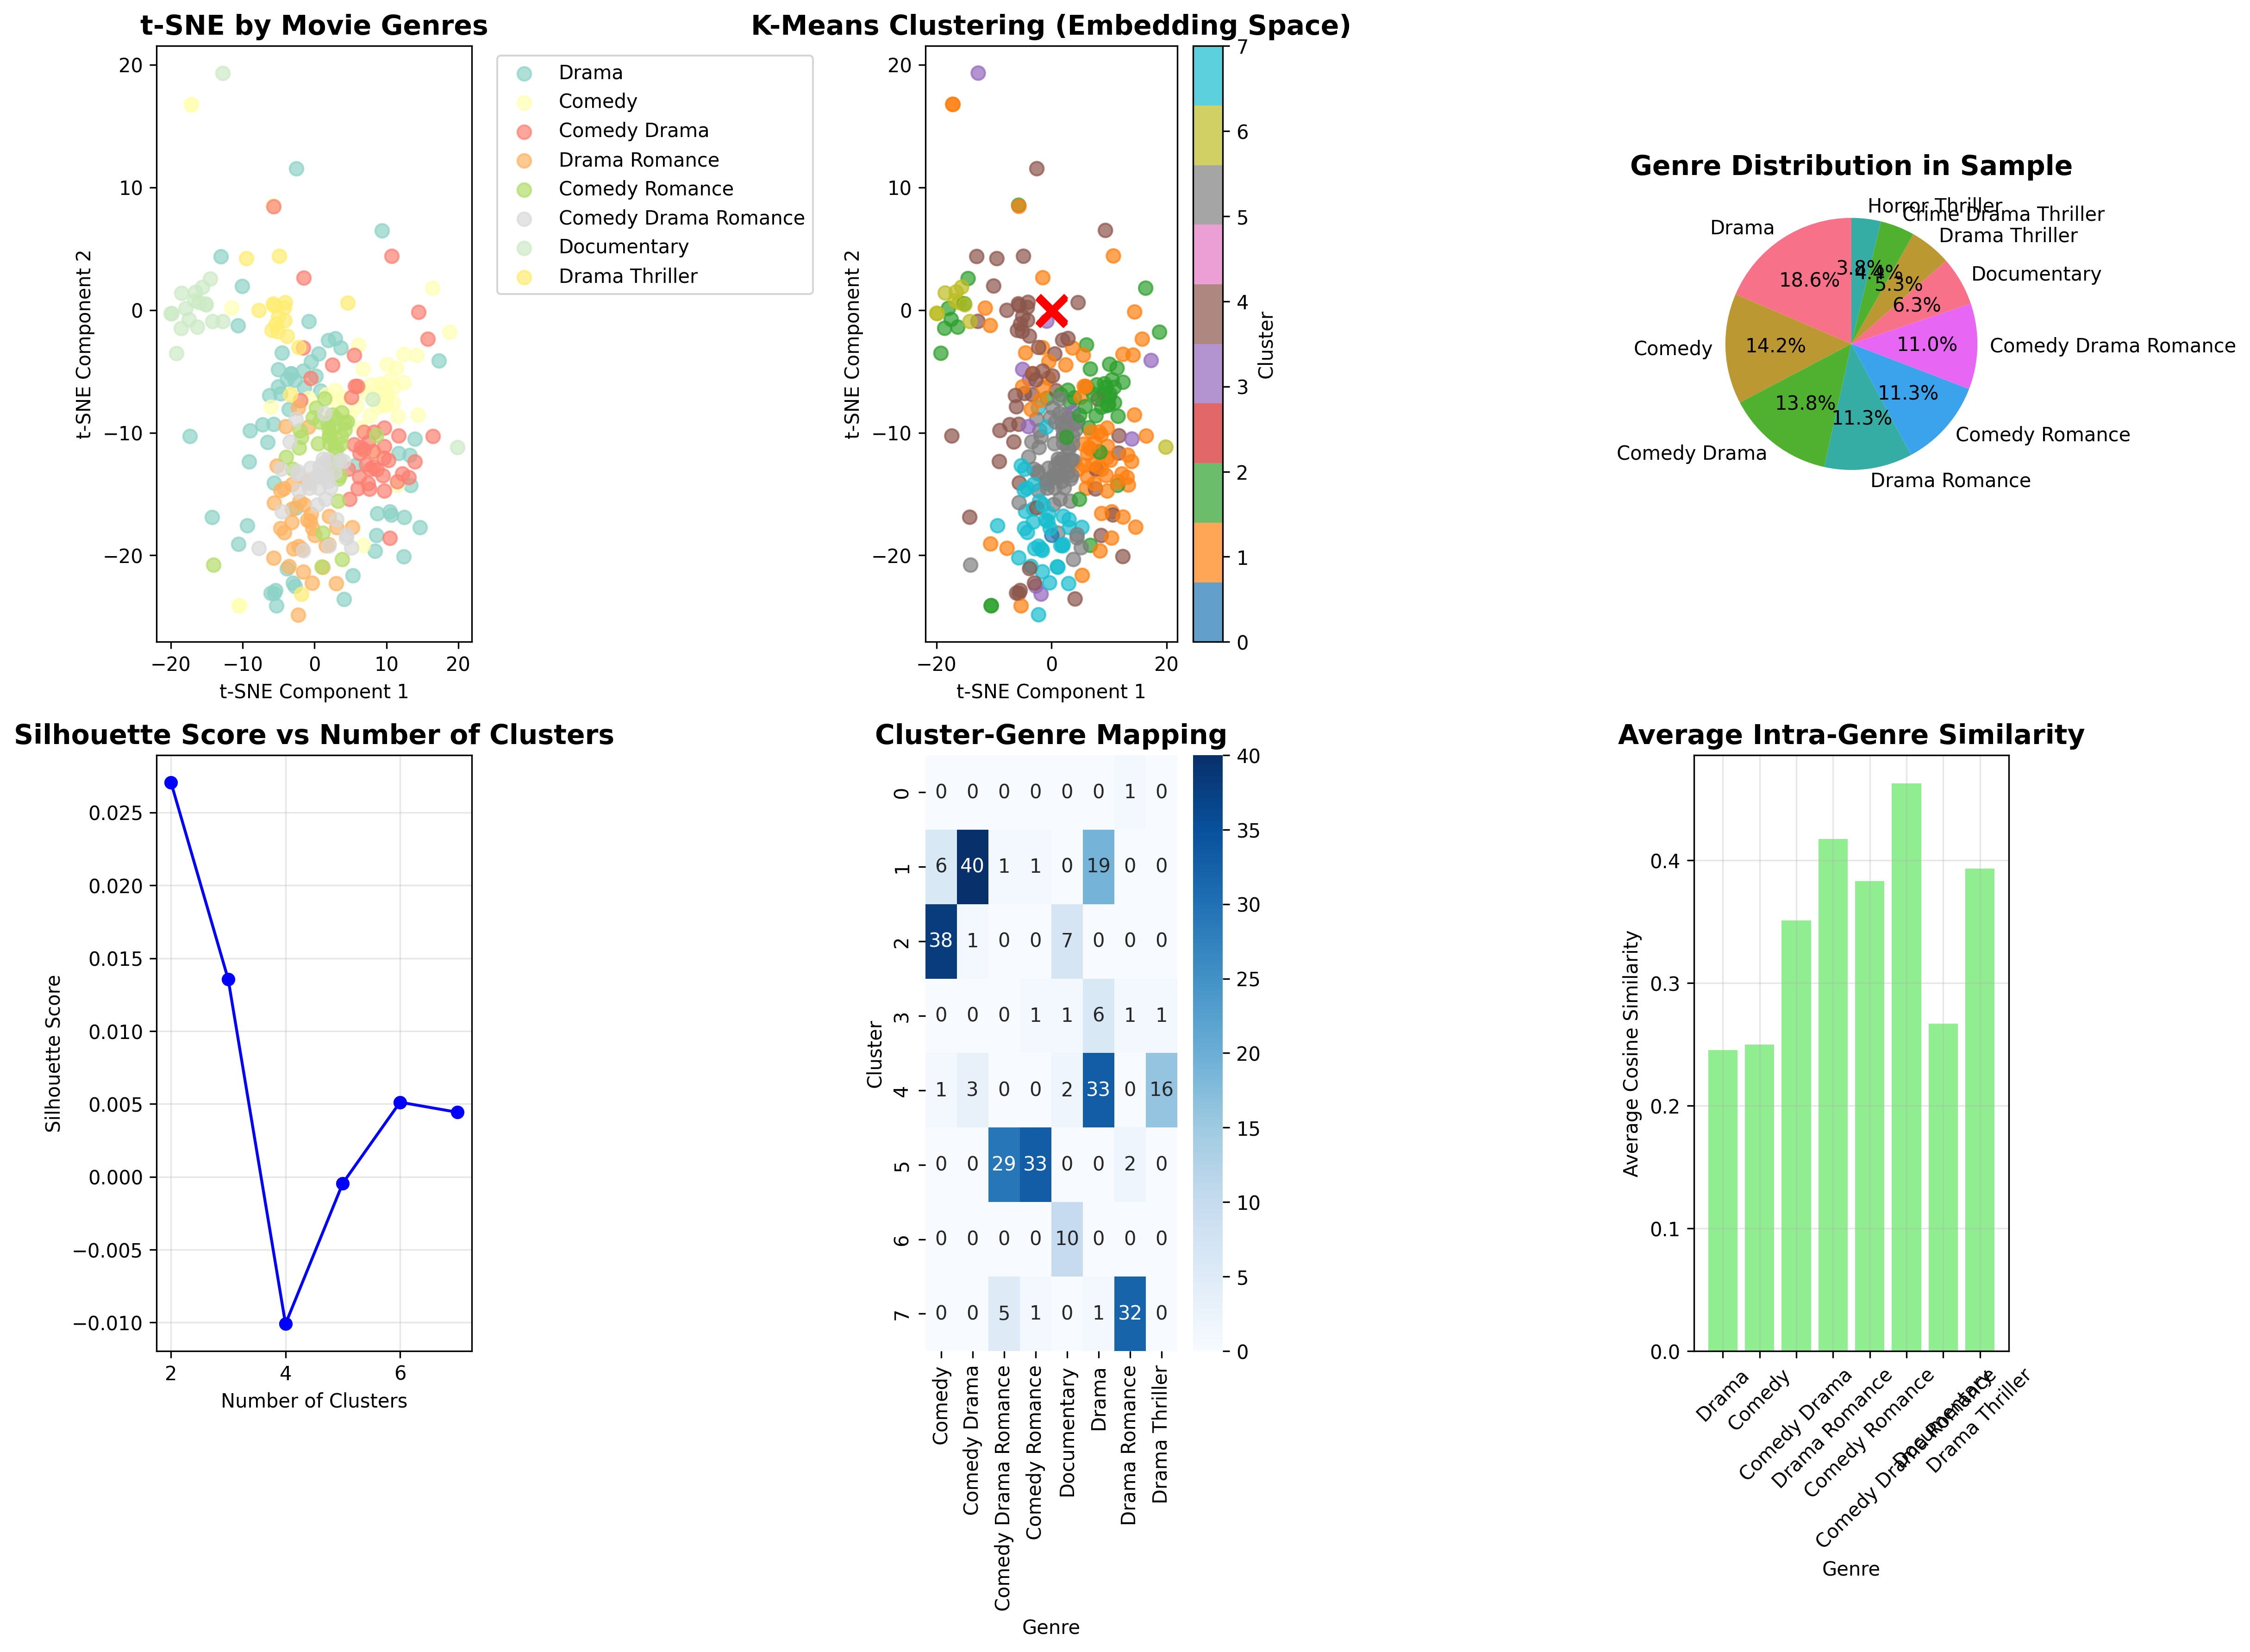 t-SNE by Movie Genres
20
10
0
−10
−20
t-SNE Component 2
−20 −10 0 10 20
t-SNE Component 1
Drama
Comedy
Comedy Drama
Drama Romance
Comedy Romance
Comedy Drama Romance
Documentary
Drama Thriller
K-Means Clustering (Embedding Space)
20
10
0
−10
−20
t-SNE Component 2
−20 0 20
t-SNE Component 1
7
6
5
4
3
2
1
0
Cluster
Genre Distribution in Sample
Horror Thriller
Crime Drama Thriller
Drama Thriller
Drama
Documentary
3.8%
4.4%
5.3%
18.6%
6.3%
Comedy
14.2%
11.0%
Comedy Drama Romance
11.3%
13.8%
11.3%
Comedy Romance
Comedy Drama
Drama Romance
Silhouette Score vs Number of Clusters
0.025
0.020
0.015
0.010
0.005
0.000
−0.005
−0.010
Silhouette Score
2 4 6
Number of Clusters
Cluster-Genre Mapping
0 0 0 0 0 0 0 1 0
1 6 40 1 1 0 19 0 0
2 38 1 0 0 7 0 0 0
3 0 0 0 1 1 6 1 1
4 1 3 0 0 2 33 0 16
5 0 0 29 33 0 0 2 0
6 0 0 0 0 10 0 0 0
7 0 0 5 1 0 1 32 0
Cluster
Comedy
Comedy Drama
Comedy Drama Romance
Comedy Romance
Documentary
Drama
Drama Romance
Drama Thriller
Genre
40
35
30
25
20
15
10
5
0
Average Intra-Genre Similarity
0.4
0.3
0.2
0.1
0.0
Average Cosine Similarity
Drama
Comedy
Comedy Drama
Drama Romance
Comedy Romance
Comedy Drama Romance
Documentary
Drama Thriller
Genre